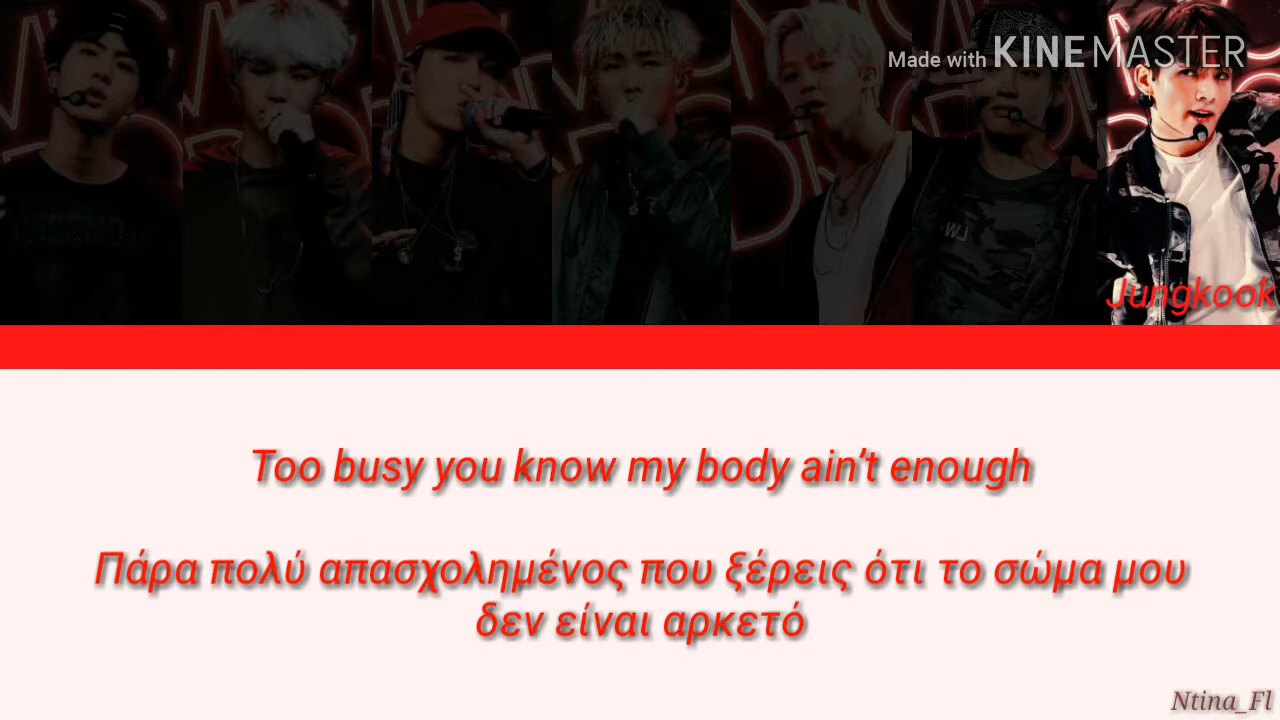 Made with KINEMASTER
Jungkook
Too busy you know my body ain't enough
Πάρα πολύ απασχολημένος που ξέρεις ότι το σώμα μου
δεν είναι αρκετό
Ntina_Fl